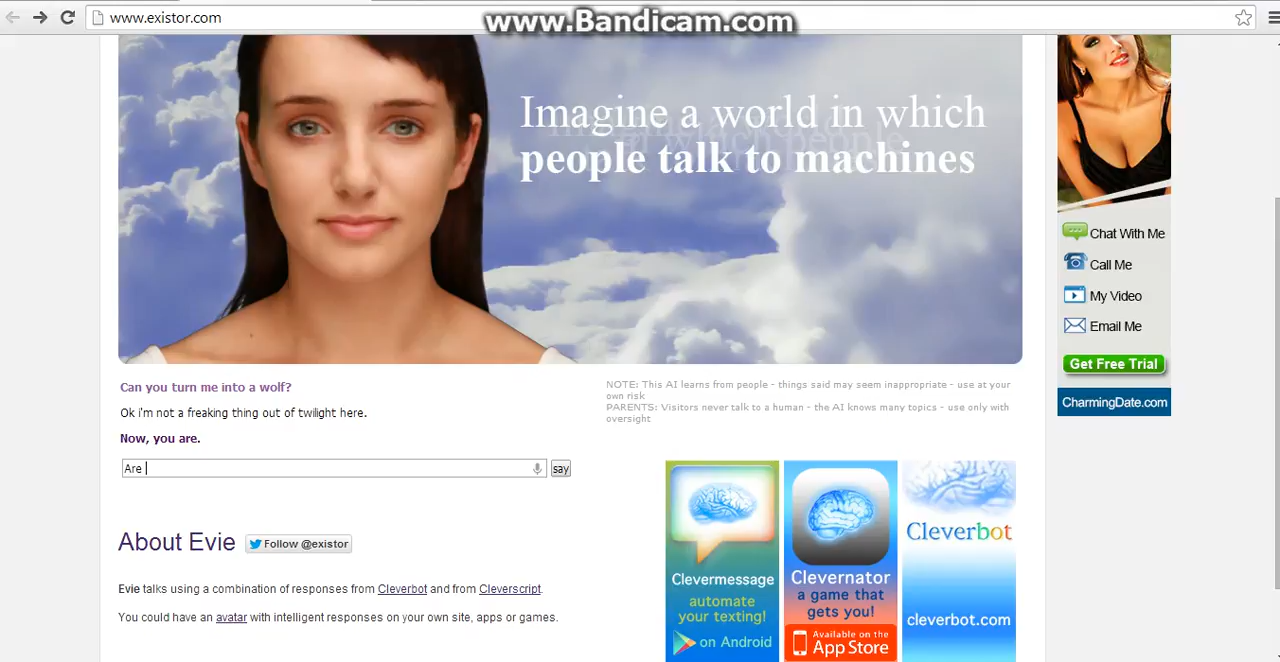 www.existor.com
www.Bandicam.com
Imagine a world in which
people talk to machines
Chat With Me
Call Me
My Video
Email Me
Get Free Trial
CharmingDate.com
Can you turn me into a wolf?
Ok i'm not a freaking thing out of twilight here.
Now, you are.
Are
say
NOTE: This AI learns from people - things said may seem inappropriate - use at your
own risk
PARENTS: Visitors never talk to a human - the AI knows many topics - use only with
oversight
About Evie
Follow @existor
Evie talks using a combination of responses from Cleverbot and from Cleverscript.
You could have an avatar with intelligent responses on your own site, apps or games.
Clevermessage
automate
your texting!
on Android
Clevernator
a game that
gets you!
Available on the
App Store
Cleverbot
cleverbot.com